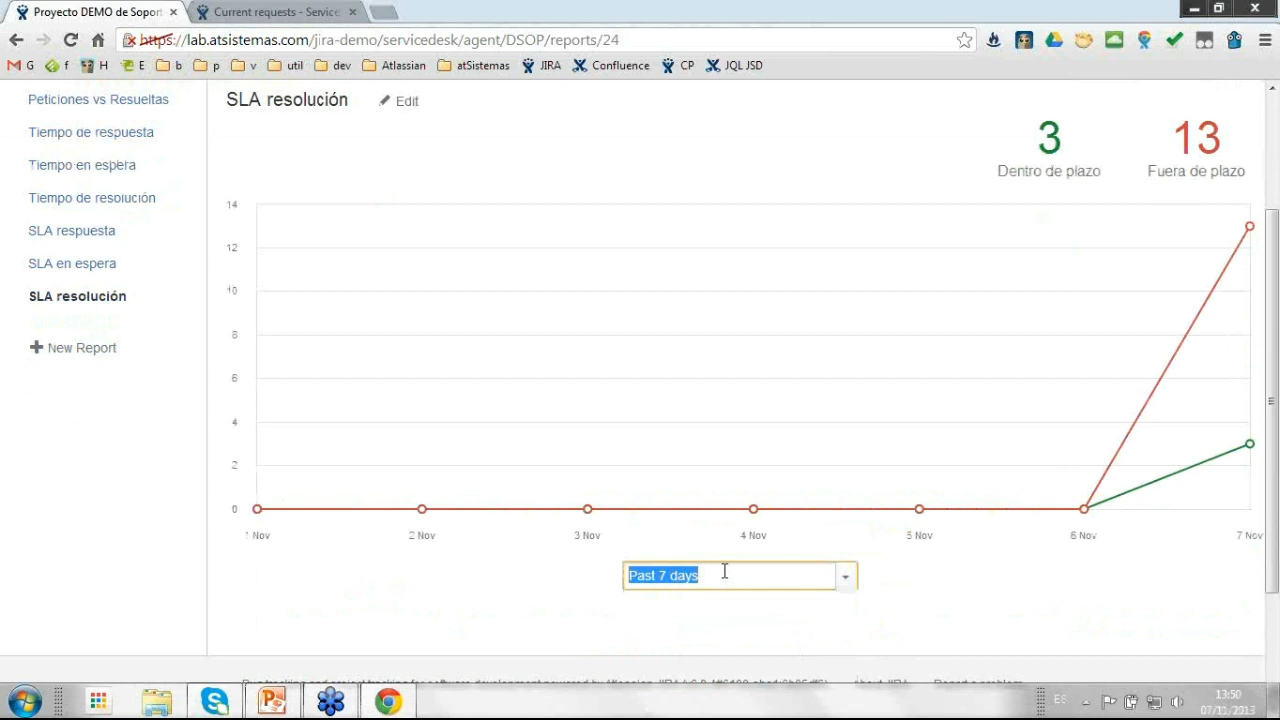 Proyecto DEMO de Soport
Current requests - Service
https://lab.atsistemas.com/jira-demo/servicedesk/agent/DSOP/reports/24
G f H E b p v util dev Atlassian atSistemas JIRA Confluence CP JQL JSD
Peticiones vs Resueltas
Tiempo de respuesta
Tiempo en espera
Tiempo de resolución
SLA respuesta
SLA en espera
SLA resolución
New Report
SLA resolución
Edit
3
Dentro de plazo
13
Fuera de plazo
14
12
10
8
6
4
2
0
1 Nov 2 Nov 3 Nov 4 Nov 5 Nov 6 Nov 7 Nov
Past 7 days
ES
13:50
07/11/2013